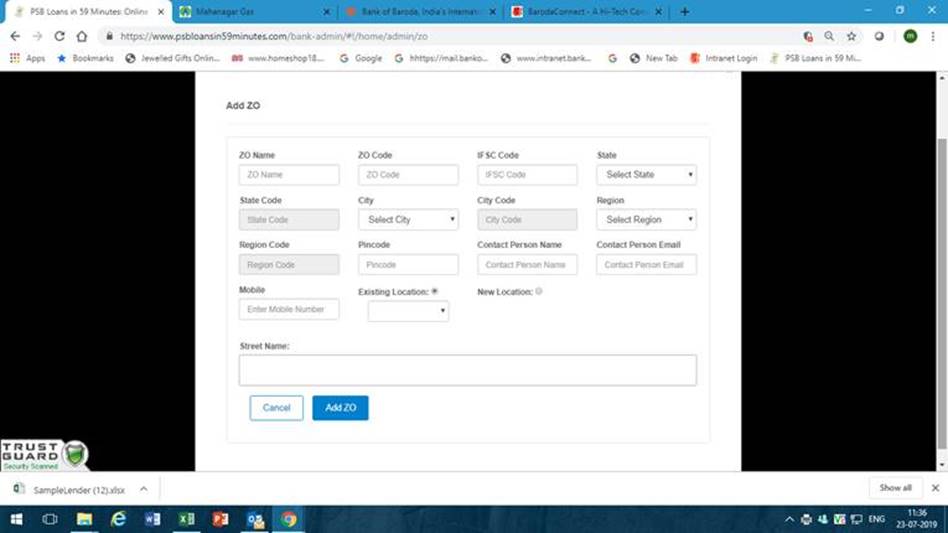 PSB Loans in 59 Minutes: Online
Mahanagar Gas
Bank of Baroda, India's Internati
BarodaConnect - A Hi-Tech Con
https://www.psbloansin59minutes.com/bank-admin/#!/home/admin/zo
m
Apps Bookmarks Jewelled Gifts Onlin... www.homeshop18.... Google hhttps://mail.banko... www.intranet.bank... New Tab Intranet Login PSB Loans in 59 Mi...
Add ZO
ZO Name ZO Code IFSC Code State
ZO Name ZO Code IFSC Code Select State
State Code City City Code Region
State Code Select City City Code Select Region
Region Code Pincode Contact Person Name Contact Person Email
Region Code Pincode Contact Person Name Contact Person Email
Mobile Existing Location: New Location:
Enter Mobile Number
Street Name:
Cancel Add ZO
TRUST
GUARD
Security Scanned
SampleLender (12).xlsx
Show all
ENG
11:36
23-07-2019